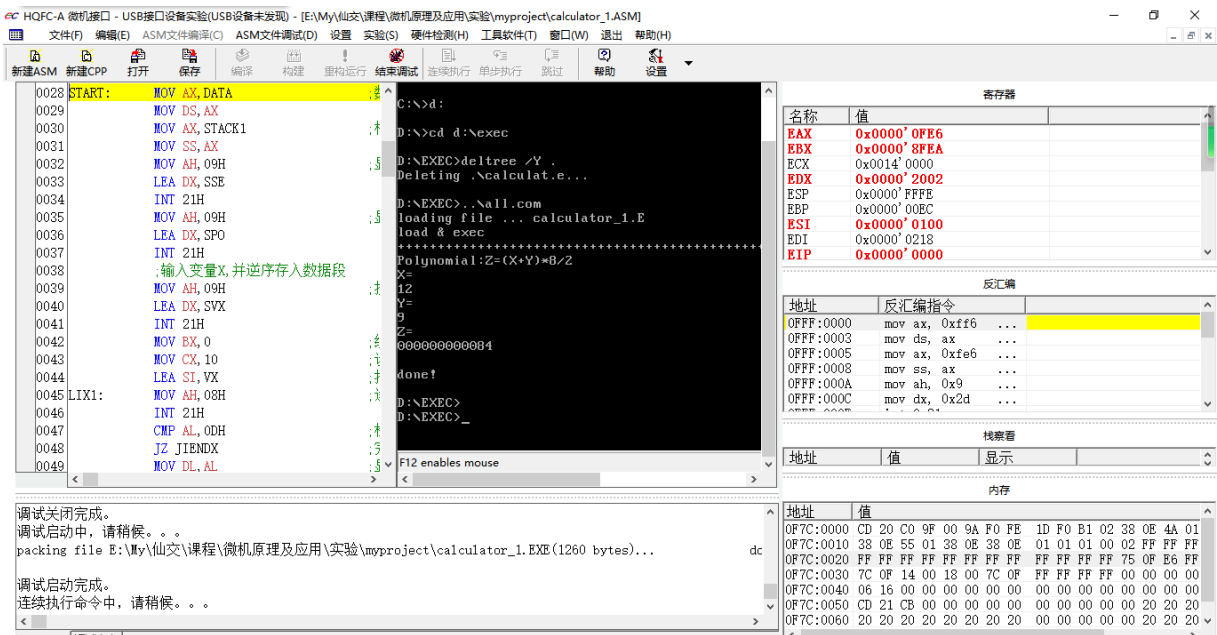 HQFC-A 微机接口 - USB接口设备实验(USB设备未发现) - [E:\My\仙交\课程\微机原理及应用\实验\myproject\calculator_1.ASM]
文件(F) 编辑(E) ASM文件编译(C) ASM文件调试(D) 设置 实验(S) 硬件检测(H) 工具软件(T) 窗口(W) 退出 帮助(H)
新建ASM 新建CPP 打开 保存 编译 构建 重构运行 结束调试 连续执行 单步执行 跳过 帮助 设置
0028 START: MOV AX,DATA
0029 MOV DS,AX
0030 MOV AX,STACK1
0031 MOV SS,AX
0032 MOV AH,09H
0033 LEA DX,SSE
0034 INT 21H
0035 MOV AH,09H
0036 LEA DX,SPO
0037 INT 21H
0038 ;输入变量X,并逆序存入数据段
0039 MOV AH,09H
0040 LEA DX,SVX
0041 INT 21H
0042 MOV BX,0
0043 MOV CX,10
0044 LEA SI,VX
0045 LIX1: MOV AH,08H
0046 INT 21H
0047 CMP AL,0DH
0048 JZ JIENDX
0049 MOV DL,AL
C:\>d:
D:\>cd d:\exec
D:\EXEC>deltree /Y .
Deleting .\calculat.e...
D:\EXEC>..\all.com
loading file ... calculator_1.E
load & exec
Polynomial:Z=(X+Y)*8/2
X=
12
Y=
9
Z=
000000000084
done!
D:\EXEC>
D:\EXEC>_
F12 enables mouse
寄存器
名称 值
EAX 0x0000'0FE6
EBX 0x0000'8FEA
ECX 0x0014'0000
EDX 0x0000'2002
ESP 0x0000'FFFE
EBP 0x0000'00EC
ESI 0x0000'0100
EDI 0x0000'0218
EIP 0x0000'0000
反汇编
地址 反汇编指令
0FFF:0000 mov ax, 0xff6 ...
0FFF:0003 mov ds, ax ...
0FFF:0005 mov ax, 0xfe6 ...
0FFF:0008 mov ss, ax ...
0FFF:000A mov ah, 0x9 ...
0FFF:000C mov dx, 0x2d ...
栈察看
地址 值 显示
内存
地址 值
0F7C:0000 CD 20 C0 9F 00 9A F0 FE 1D F0 B1 02 38 0E 4A 01
0F7C:0010 38 0E 55 01 38 0E 38 0E 01 01 01 00 02 FF FF FF
0F7C:0020 FF FF FF FF FF FF FF FF FF FF FF FF 75 0F E6 FF
0F7C:0030 7C 0F 14 00 18 00 7C 0F FF FF FF FF 00 00 00 00
0F7C:0040 06 16 00 00 00 00 00 00 00 00 00 00 00 00 00 00
0F7C:0050 CD 21 CB 00 00 00 00 00 00 00 00 00 00 20 20 20
0F7C:0060 20 20 20 20 20 20 20 20 00 00 00 00 00 20 20 20
调试关闭完成。
调试启动中，请稍候。。。
packing file E:\My\仙交\课程\微机原理及应用\实验\myproject\calculator_1.EXE(1260 bytes)...
调试启动完成。
连续执行命令中，请稍候。。。